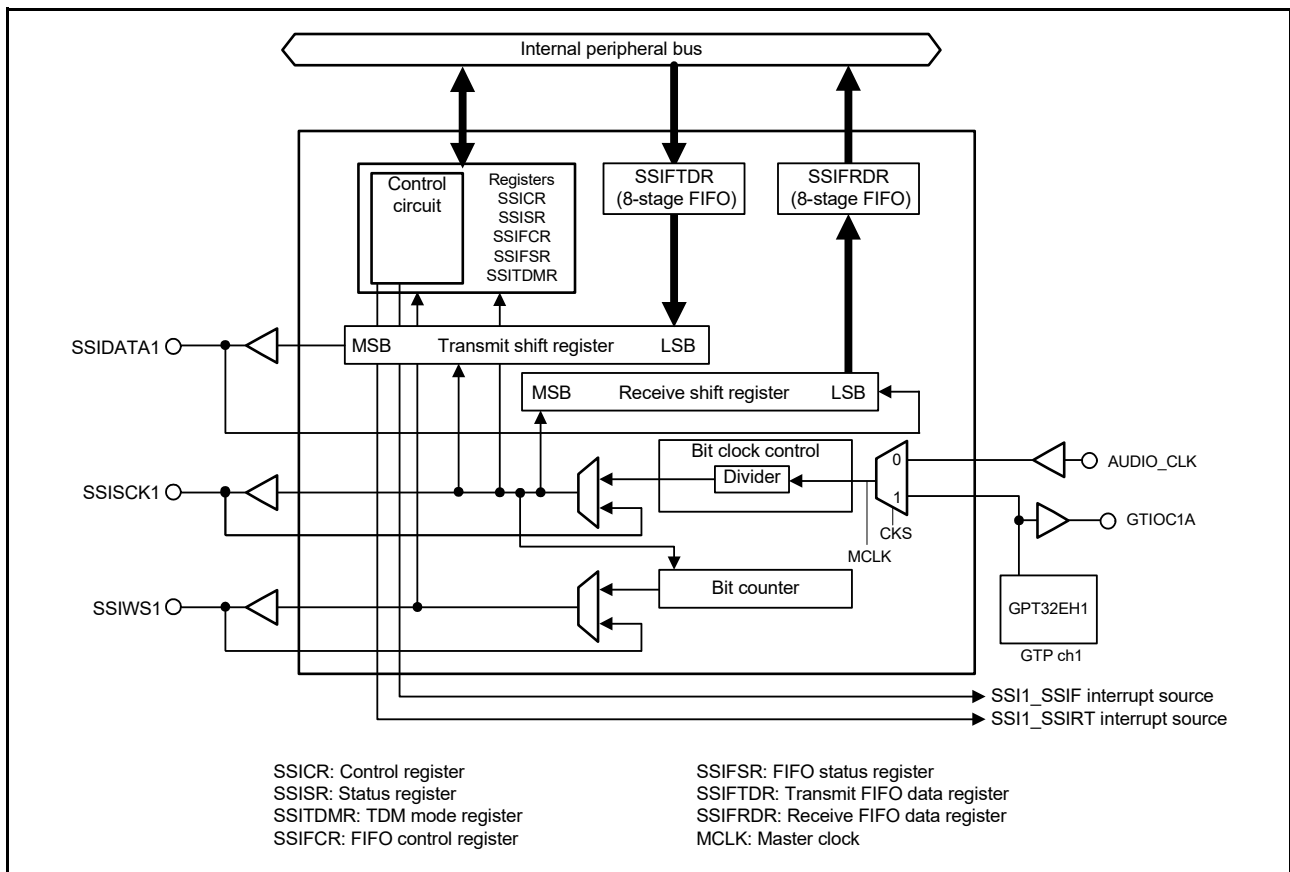 Internal peripheral bus
Control
circuit
Registers
SSICR
SSISR
SSIFCR
SSIFSR
SSITDMR
SSIFTDR
(8-stage FIFO)
SSIFRDR
(8-stage FIFO)
SSIDATA1
MSB Transmit shift register LSB
MSB Receive shift register LSB
Bit clock control
Divider
0
1
CKS
MCLK
AUDIO_CLK
SSISCK1
GTIOC1A
Bit counter
SSIWS1
GPT32EH1
GTP ch1
SSI1_SSIF interrupt source
SSI1_SSIRT interrupt source
SSICR: Control register
SSISR: Status register
SSITDMR: TDM mode register
SSIFCR: FIFO control register
SSIFSR: FIFO status register
SSIFTDR: Transmit FIFO data register
SSIFRDR: Receive FIFO data register
MCLK: Master clock